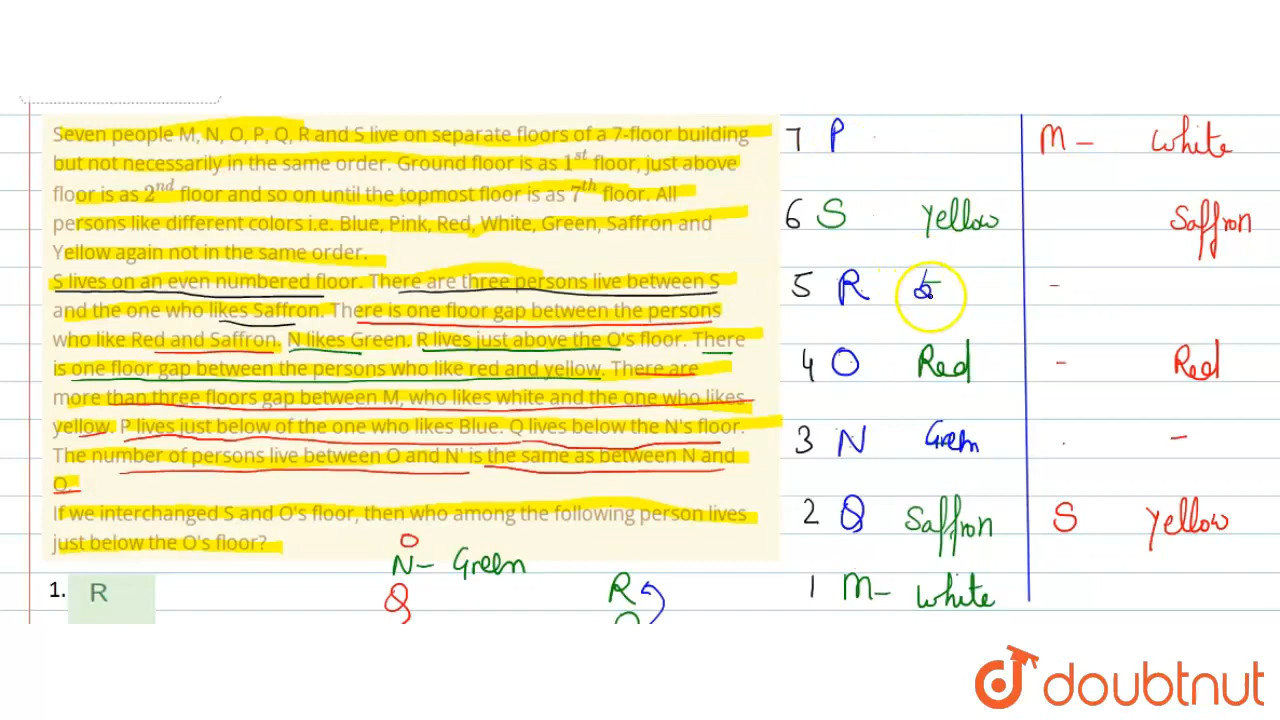 Seven people M, N, O, P, Q, R and S live on separate floors of a 7-floor building
but not necessarily in the same order. Ground floor is as 1st floor, just above
floor is as 2nd floor and so on until the topmost floor is as 7th floor. All
persons like different colors i.e. Blue, Pink, Red, White, Green, Saffron and
Yellow again not in the same order.
S lives on an even numbered floor. There are three persons live between S
and the one who likes Saffron. There is one floor gap between the persons
who like Red and Saffron. N likes Green. R lives just above the O's floor. There
is one floor gap between the persons who like red and yellow. There are
more than three floors gap between M, who likes white and the one who likes
yellow. P lives just below of the one who likes Blue. Q lives below the N's floor.
The number of persons live between O and N' is the same as between N and
Q.
If we interchanged S and O's floor, then who among the following person lives
just below the O's floor?
O
N- Green
Q
R
O
1. R
7 P
6 S Yellow
5 R
4 O Red
3 N Green
2 Q Saffron
1 M- White
M- White
Saffron
-
- Red
-
S Yellow
doubtnut